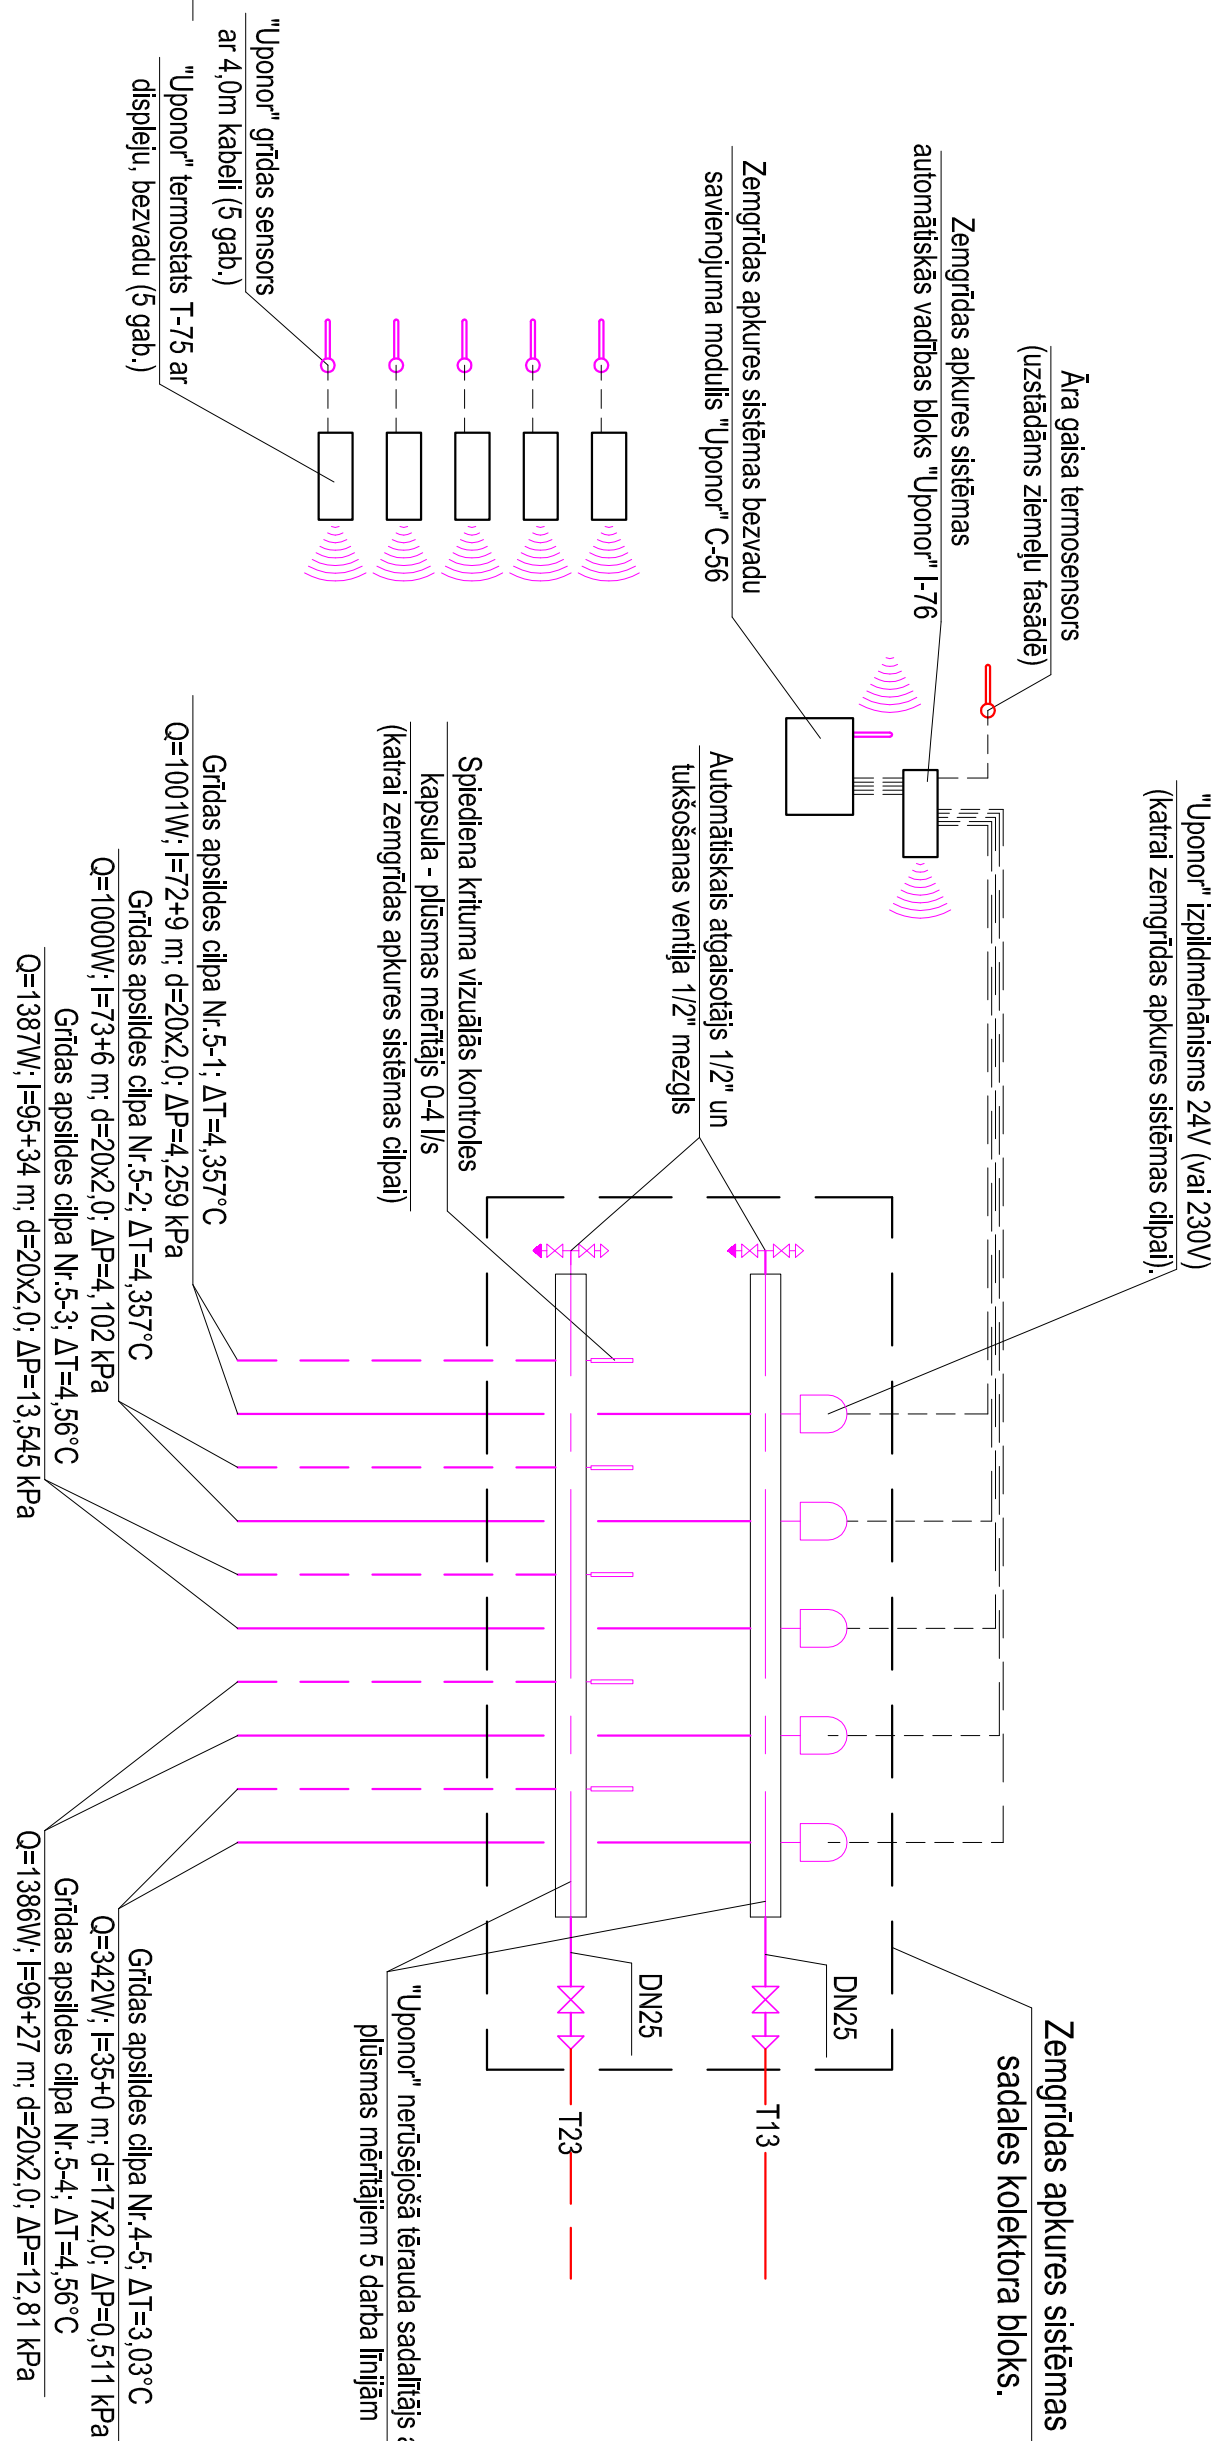 "Uponor" izpildmehānisms 24V (vai 230V)
(katrai zemgrīdas apkures sistēmas cilpai).
Āra gaisa termosensors
(uzstādāms ziemeļu fasādē)
Zemgrīdas apkures sistēmas
automātiskās vadības bloks "Uponor" I-76
Zemgrīdas apkures sistēmas bezvadu
savienojuma modulis "Uponor" C-56
"Uponor" grīdas sensors
ar 4,0m kabeli (5 gab.)
"Uponor" termostats T-75 ar
displeju, bezvadu (5 gab.)
Automātiskais atgaisotājs 1/2" un
tukšošanas ventiļa 1/2" mezgls
Spiediena krituma vizuālās kontroles
kapsula - plūsmas mērītājs 0-4 l/s
(katrai zemgrīdas apkures sistēmas cilpai)
Grīdas apsildes cilpa Nr.5-1; ΔT=4,357°C
Q=1001W; l=72+9 m; d=20x2,0; ΔP=4,259 kPa
Grīdas apsildes cilpa Nr.5-2; ΔT=4,357°C
Q=1000W; l=73+6 m; d=20x2,0; ΔP=4,102 kPa
Grīdas apsildes cilpa Nr.5-3; ΔT=4,56°C
Q=1387W; l=95+34 m; d=20x2,0; ΔP=13,545 kPa
Zemgrīdas apkures sistēmas
sadales kolektora bloks.
DN25
DN25
T13
T23
"Uponor" nerūsējošā tērauda sadalītājs
plūsmas mērītājiem 5 darba līnijām
Grīdas apsildes cilpa Nr.4-5; ΔT=3,03°C
Q=342W; l=35+0 m; d=17x2,0; ΔP=0,511 kPa
Grīdas apsildes cilpa Nr.5-4; ΔT=4,56°C
Q=1386W; l=96+27 m; d=20x2,0; ΔP=12,81 kPa